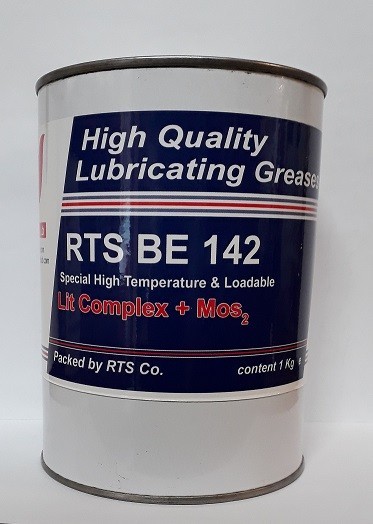 High Quality
Lubricating Greases
RTS BE 142
Special High Temperature & Loadable
Lit Complex + Mos₂
Packed by RTS Co.
content 1 Kg e